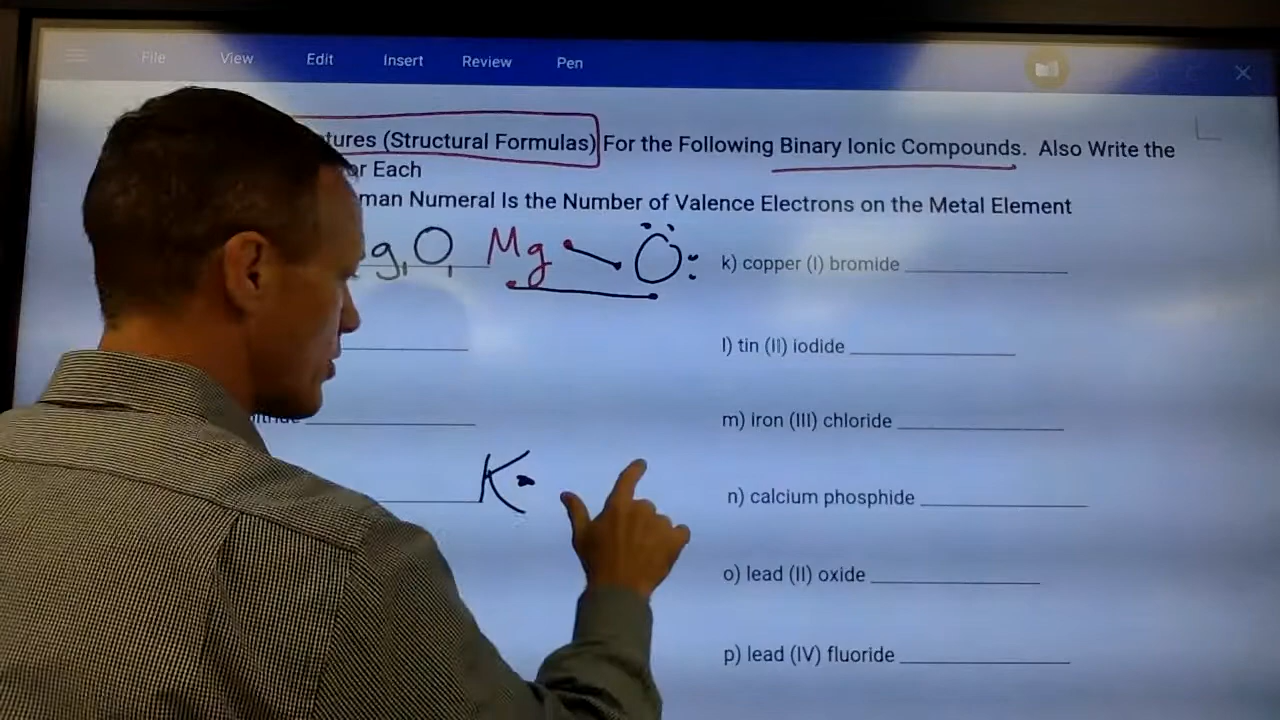 File View Edit Insert Review Pen
tures (Structural Formulas) For the Following Binary Ionic Compounds. Also Write the
or Each
man Numeral Is the Number of Valence Electrons on the Metal Element
g1O1 Mg O
k) copper (I) bromide
l) tin (II) iodide
m) iron (III) chloride
K
n) calcium phosphide
o) lead (II) oxide
p) lead (IV) fluoride